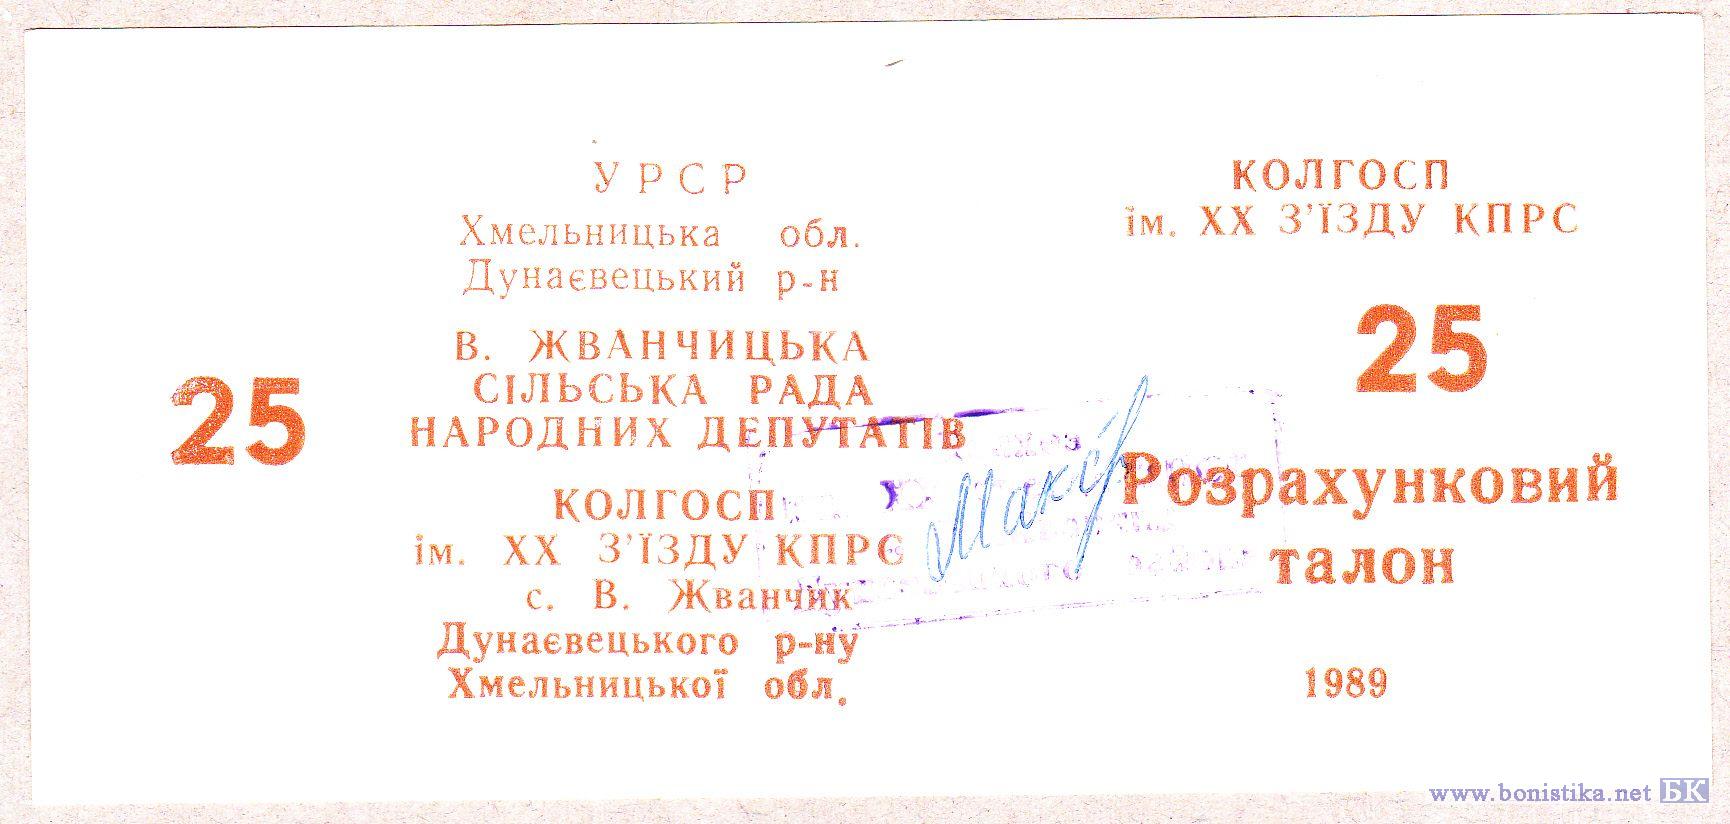 УРСР
Хмельницька обл.
Дунаєвецький р-н
В. ЖВАНЧИЦЬКА
СІЛЬСЬКА РАДА
НАРОДНИХ ДЕПУТАТІВ
25
КОЛГОСП
ім. XX З'ЇЗДУ КПРС
с. В. Жванчик
Дунаєвецького р-ну
Хмельницької обл.
КОЛГОСП
ім. XX З'ЇЗДУ КПРС
25
Розрахунковий
талон
1989
www.bonistika.net БК